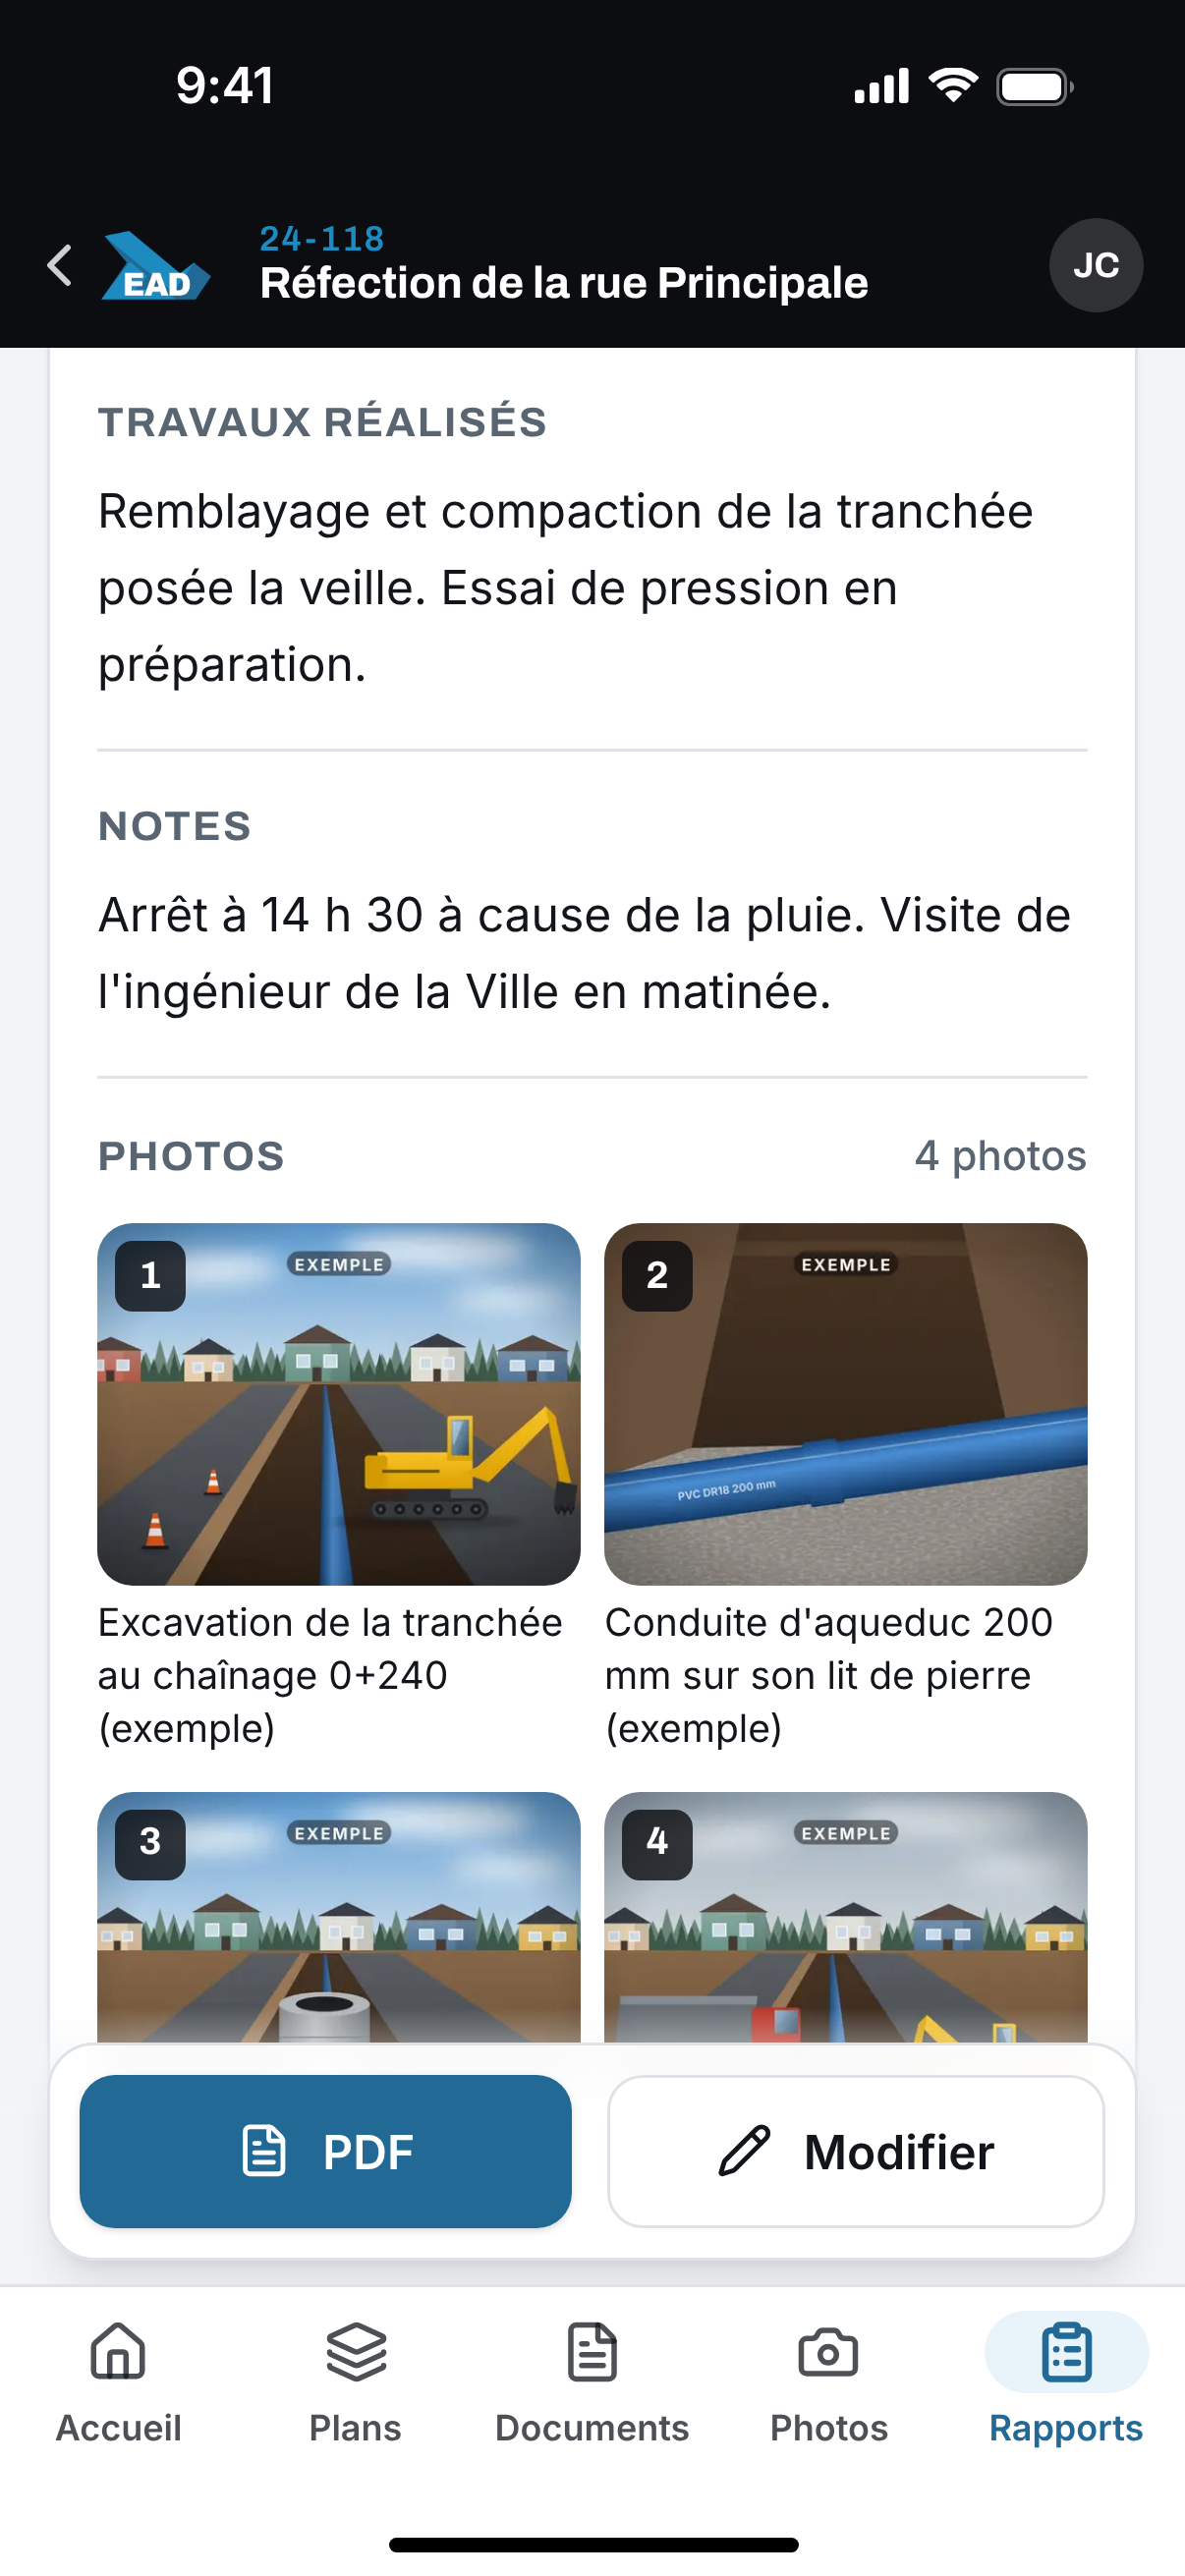 9:41
EAD
24-118
Réfection de la rue Principale
JC
TRAVAUX RÉALISÉS
Remblayage et compaction de la tranchée
posée la veille. Essai de pression en
préparation.
NOTES
Arrêt à 14 h 30 à cause de la pluie. Visite de
l'ingénieur de la Ville en matinée.
PHOTOS
4 photos
1
EXEMPLE
2
EXEMPLE
PVC DR18 200 mm
Excavation de la tranchée
au chaînage 0+240
(exemple)
Conduite d'aqueduc 200
mm sur son lit de pierre
(exemple)
3
EXEMPLE
4
EXEMPLE
PDF
Modifier
Accueil
Plans
Documents
Photos
Rapports